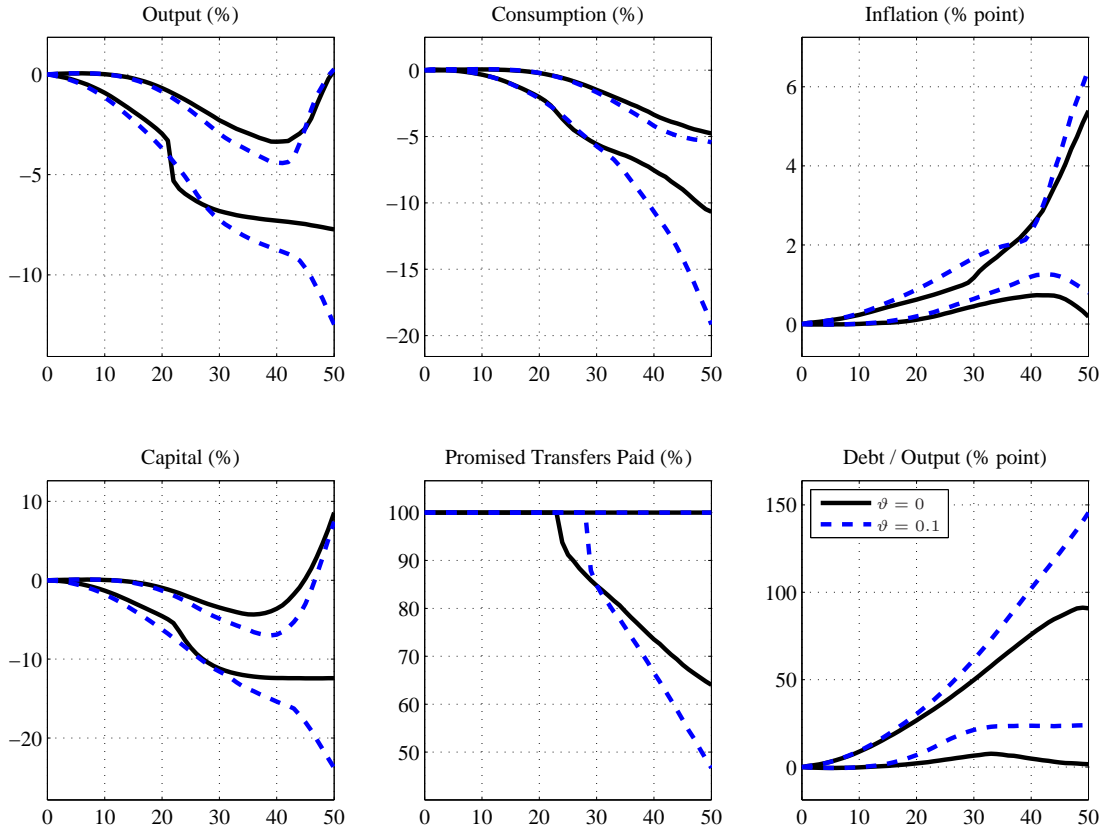 Output (%)
0
−5
−10
0 10 20 30 40 50
Consumption (%)
0
−5
−10
−15
−20
0 10 20 30 40 50
Inflation (% point)
6
4
2
0
0 10 20 30 40 50
Capital (%)
10
0
−10
−20
0 10 20 30 40 50
Promised Transfers Paid (%)
100
90
80
70
60
50
0 10 20 30 40 50
Debt / Output (% point)
150
100
50
0
ϑ = 0
ϑ = 0.1
0 10 20 30 40 50